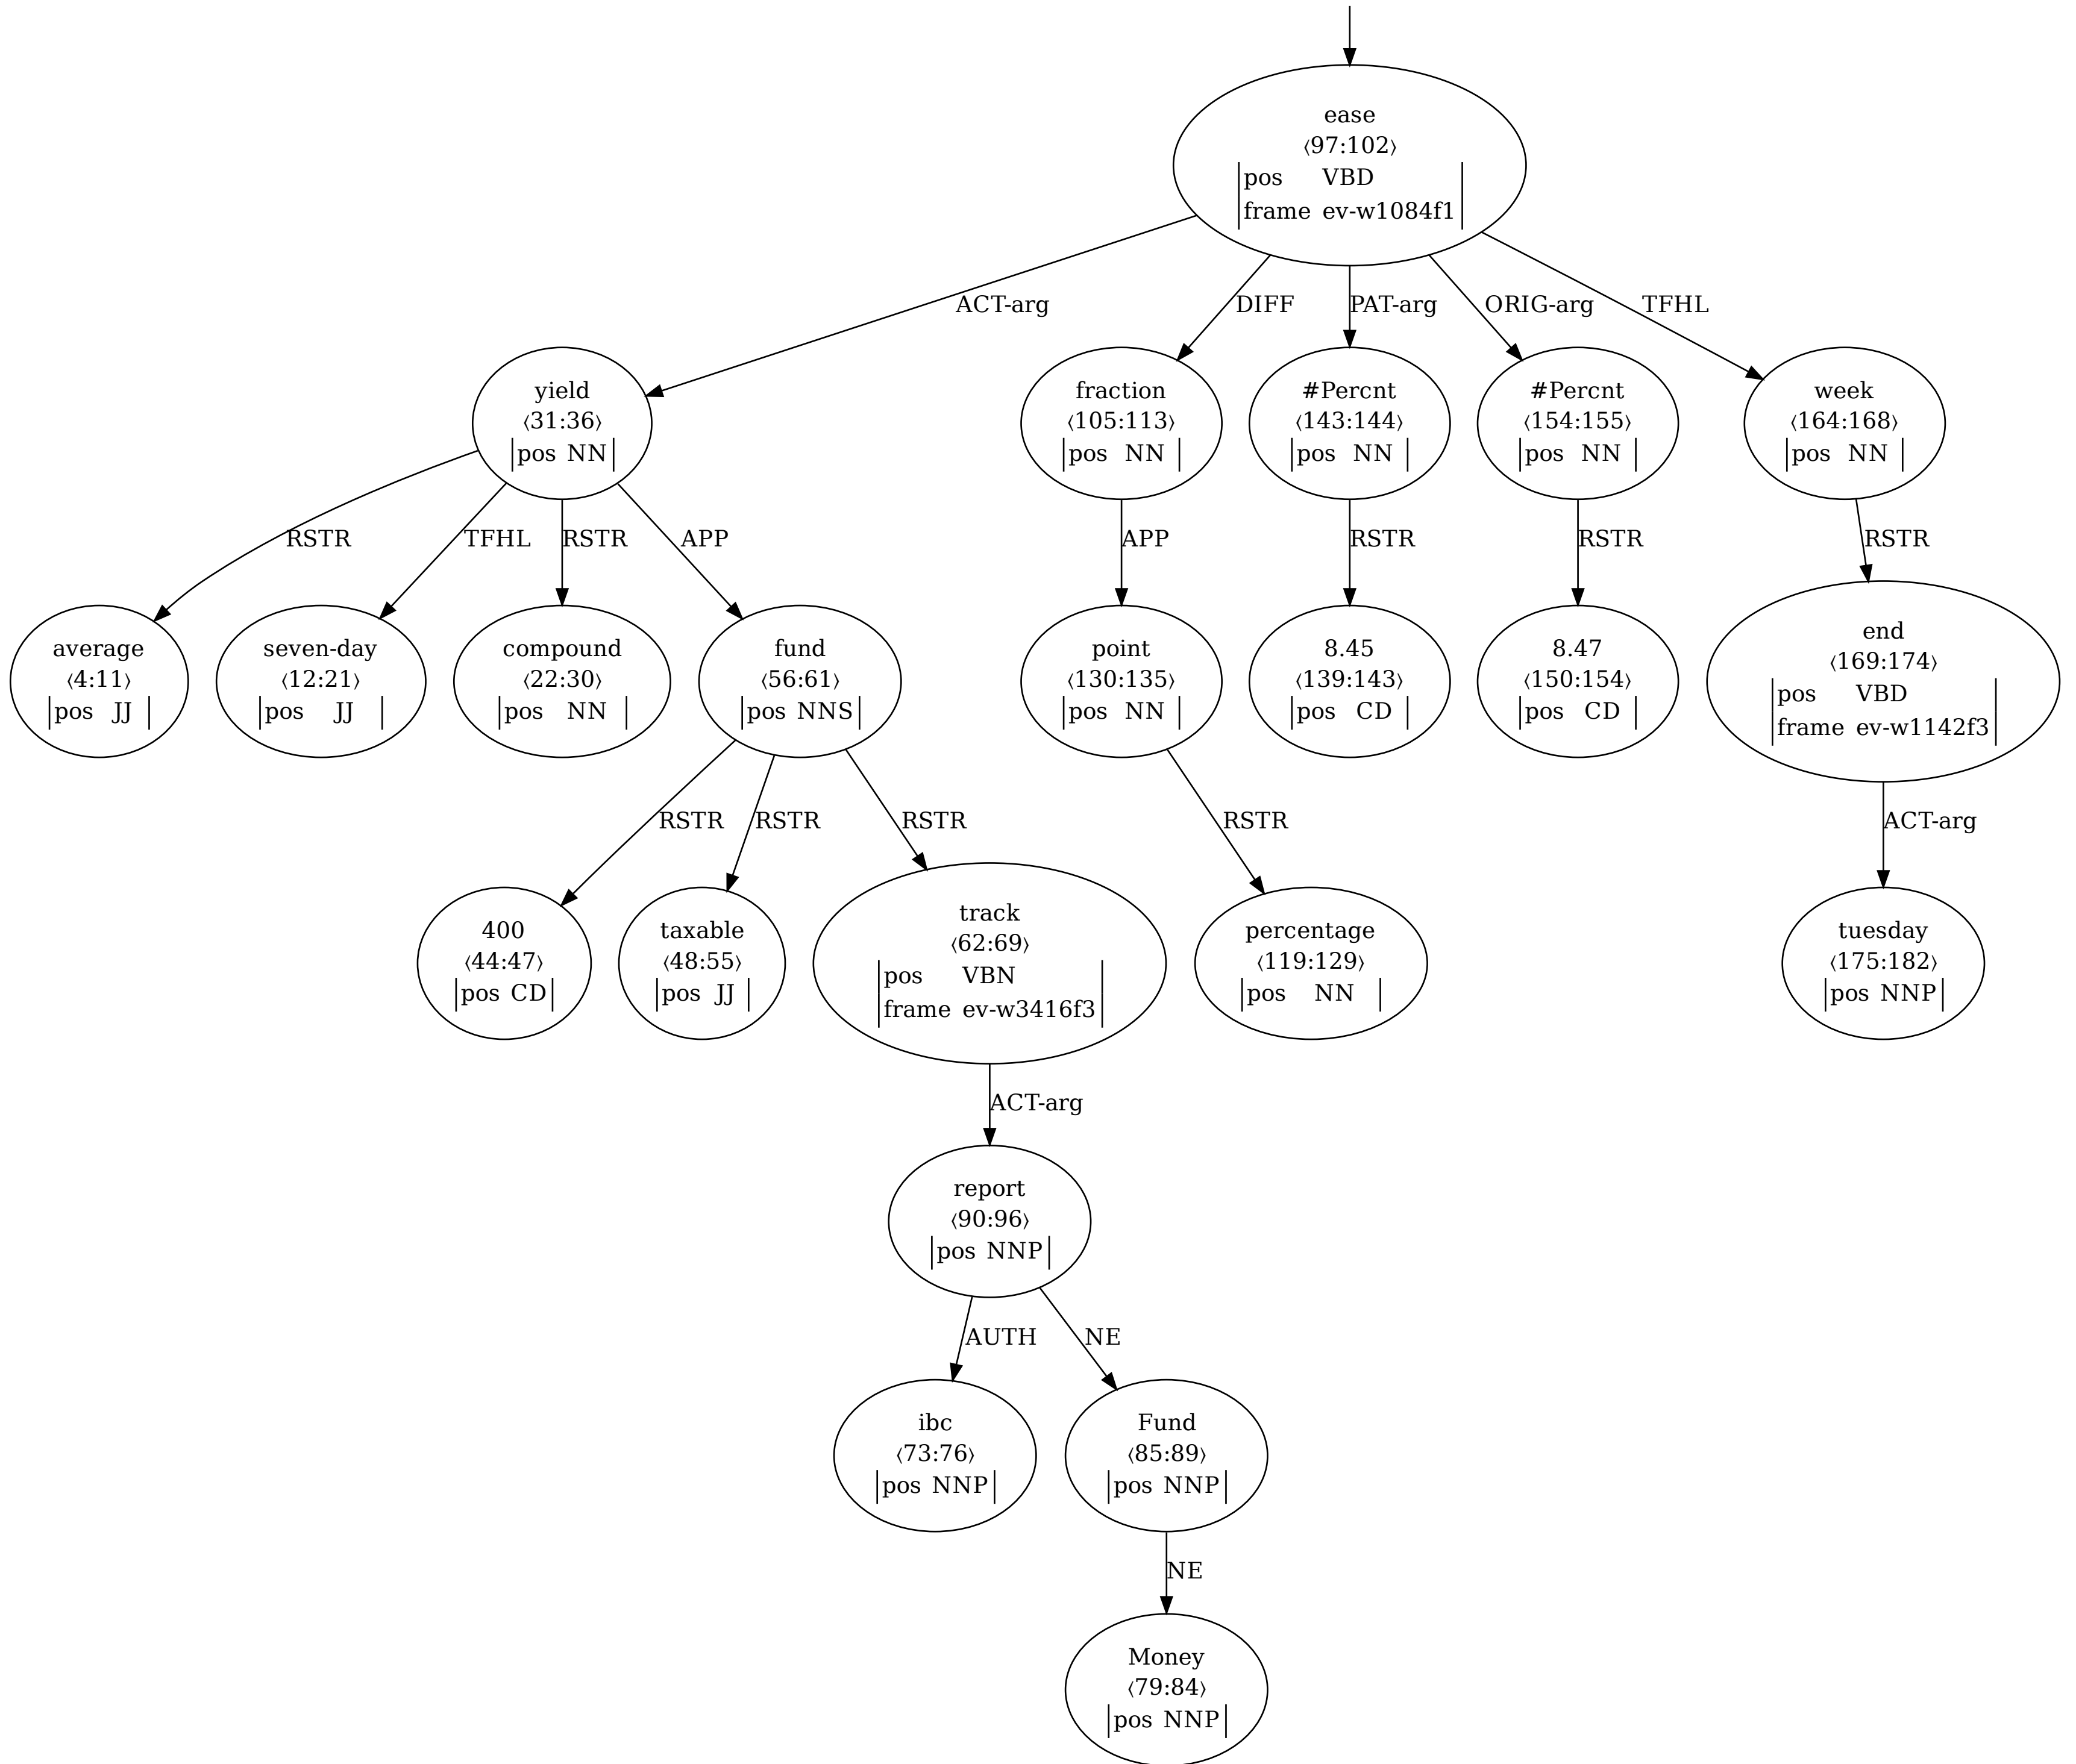 ease
⟨97:102⟩
pos VBD
frame ev-w1084f1
ACT-arg
DIFF
PAT-arg
ORIG-arg
TFHL
yield
⟨31:36⟩
pos NN
fraction
⟨105:113⟩
pos NN
#Percnt
⟨143:144⟩
pos NN
#Percnt
⟨154:155⟩
pos NN
week
⟨164:168⟩
pos NN
RSTR
TFHL
RSTR
APP
APP
RSTR
RSTR
RSTR
average
⟨4:11⟩
pos JJ
seven-day
⟨12:21⟩
pos JJ
compound
⟨22:30⟩
pos NN
fund
⟨56:61⟩
pos NNS
point
⟨130:135⟩
pos NN
8.45
⟨139:143⟩
pos CD
8.47
⟨150:154⟩
pos CD
end
⟨169:174⟩
pos VBD
frame ev-w1142f3
RSTR
RSTR
RSTR
RSTR
ACT-arg
400
⟨44:47⟩
pos CD
taxable
⟨48:55⟩
pos JJ
track
⟨62:69⟩
pos VBN
frame ev-w3416f3
percentage
⟨119:129⟩
pos NN
tuesday
⟨175:182⟩
pos NNP
ACT-arg
report
⟨90:96⟩
pos NNP
AUTH
NE
ibc
⟨73:76⟩
pos NNP
Fund
⟨85:89⟩
pos NNP
NE
Money
⟨79:84⟩
pos NNP